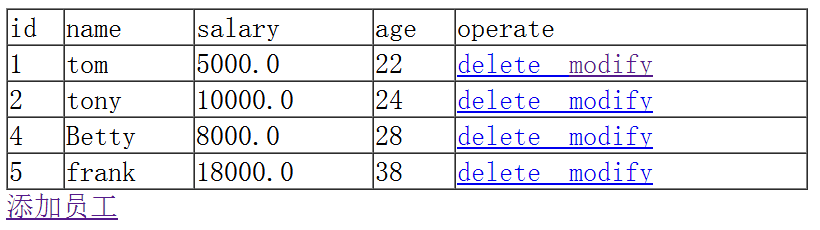 id name salary age operate
1 tom 5000.0 22 delete modify
2 tony 10000.0 24 delete modify
4 Betty 8000.0 28 delete modify
5 frank 18000.0 38 delete modify
添加员工